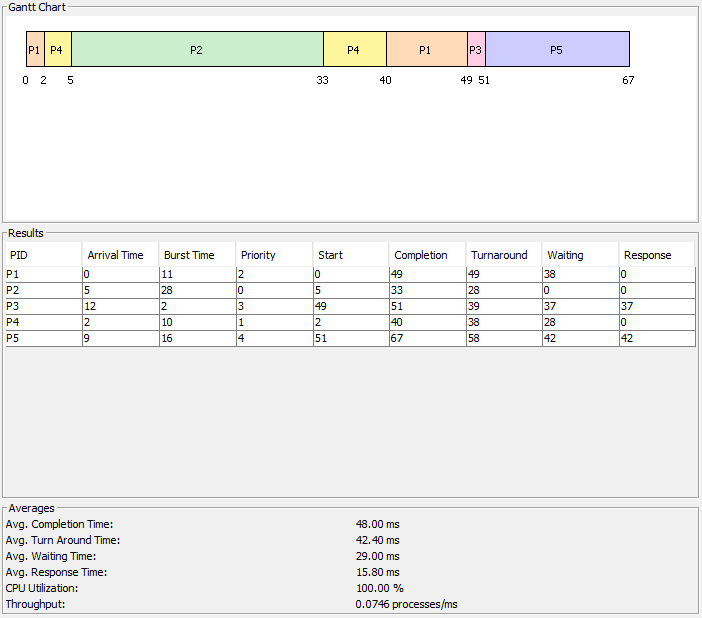 Gantt Chart
P1 P4 P2 P4 P1 P3 P5
0 2 5 33 40 49 51 67
Results
PID Arrival Time Burst Time Priority Start Completion Turnaround Waiting Response
P1 0 11 2 0 49 49 38 0
P2 5 28 0 5 33 28 0 0
P3 12 2 3 49 51 39 37 37
P4 2 10 1 2 40 38 28 0
P5 9 16 4 51 67 58 42 42
Averages
Avg. Completion Time: 48.00 ms
Avg. Turn Around Time: 42.40 ms
Avg. Waiting Time: 29.00 ms
Avg. Response Time: 15.80 ms
CPU Utilization: 100.00 %
Throughput: 0.0746 processes/ms